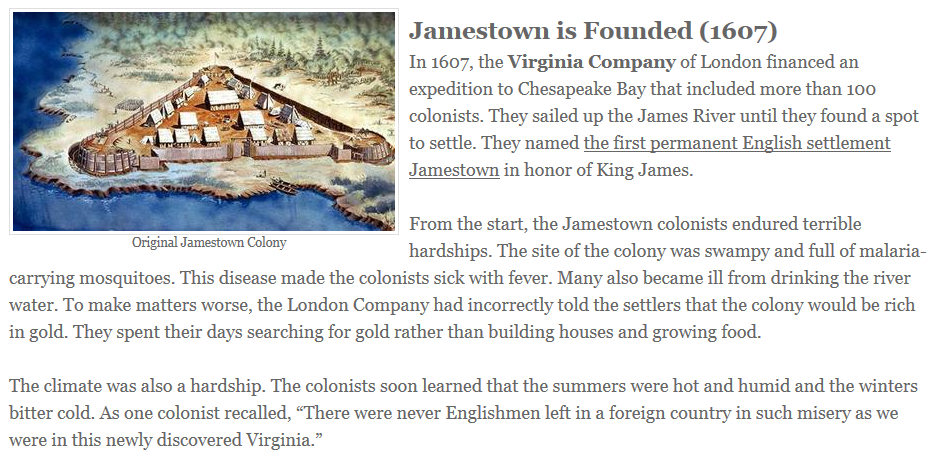 Jamestown is Founded (1607)
In 1607, the Virginia Company of London financed an
expedition to Chesapeake Bay that included more than 100
colonists. They sailed up the James River until they found a spot
to settle. They named the first permanent English settlement
Jamestown in honor of King James.
Original Jamestown Colony
From the start, the Jamestown colonists endured terrible
hardships. The site of the colony was swampy and full of malaria-
carrying mosquitoes. This disease made the colonists sick with fever. Many also became ill from drinking the river
water. To make matters worse, the London Company had incorrectly told the settlers that the colony would be rich
in gold. They spent their days searching for gold rather than building houses and growing food.
The climate was also a hardship. The colonists soon learned that the summers were hot and humid and the winters
bitter cold. As one colonist recalled, “There were never Englishmen left in a foreign country in such misery as we
were in this newly discovered Virginia.”